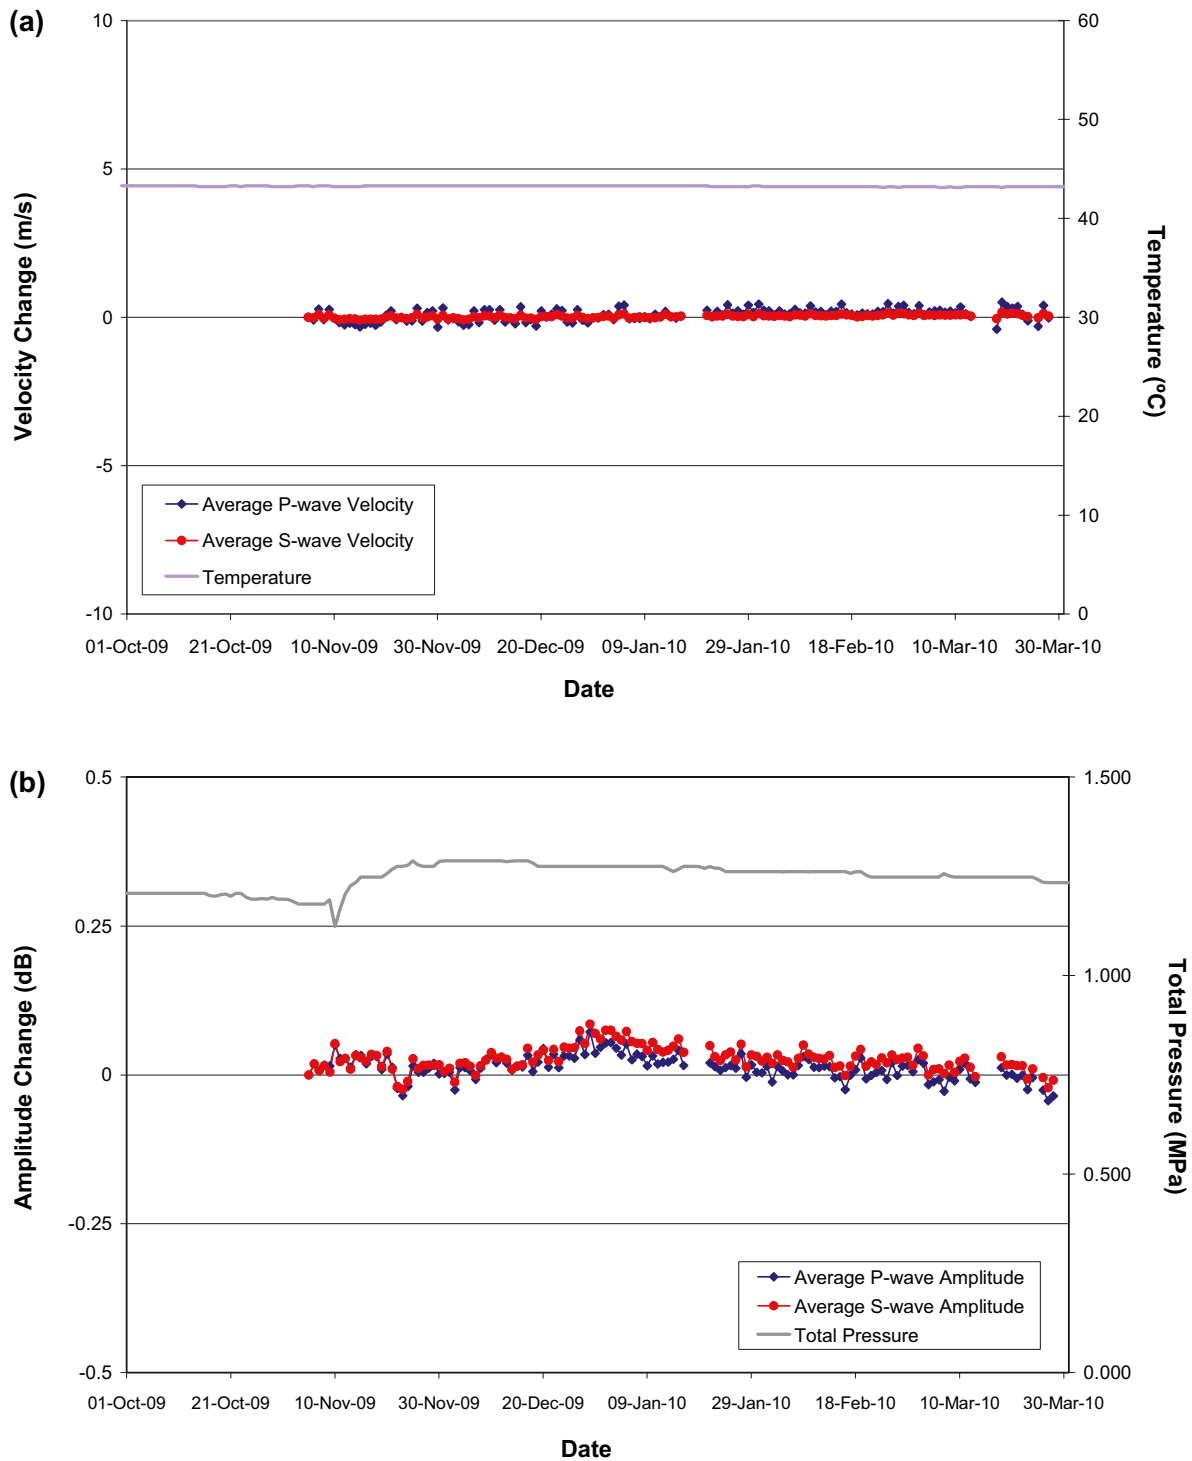 (a)
10
5
0
-5
-10
Velocity Change (m/s)
60
50
40
30
20
10
0
Temperature (ºC)
Average P-wave Velocity
Average S-wave Velocity
Temperature
01-Oct-09 21-Oct-09 10-Nov-09 30-Nov-09 20-Dec-09 09-Jan-10 29-Jan-10 18-Feb-10 10-Mar-10 30-Mar-10
Date
(b)
0.5
0.25
0
-0.25
-0.5
Amplitude Change (dB)
1.500
1.000
0.500
0.000
Total Pressure (MPa)
Average P-wave Amplitude
Average S-wave Amplitude
Total Pressure
01-Oct-09 21-Oct-09 10-Nov-09 30-Nov-09 20-Dec-09 09-Jan-10 29-Jan-10 18-Feb-10 10-Mar-10 30-Mar-10
Date